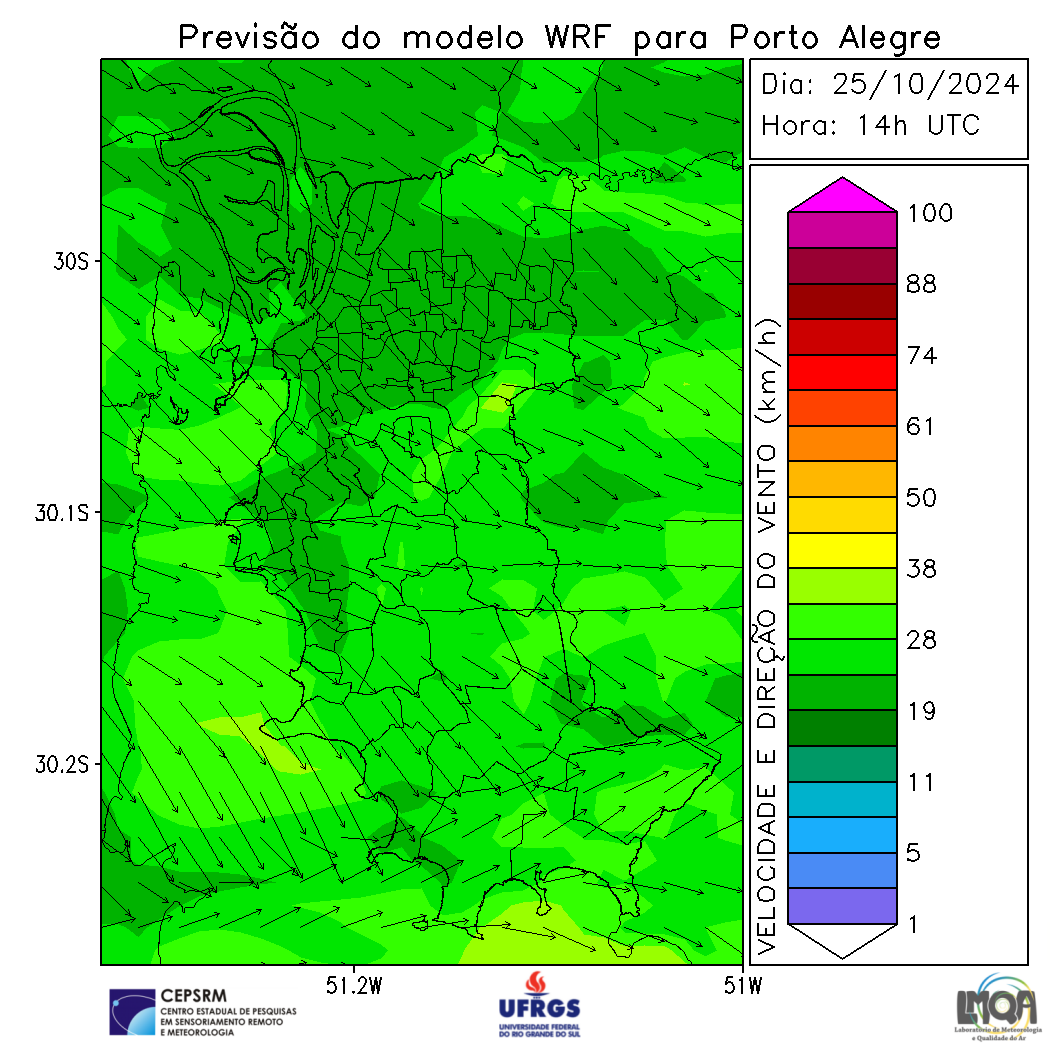 Previsão do modelo WRF para Porto Alegre
Dia: 25/10/2024
Hora: 14h UTC
30S
30.1S
30.2S
51.2W
51W
VELOCIDADE E DIREÇÃO DO VENTO (km/h)
100
88
74
61
50
38
28
19
11
5
1
CEPSRM
CENTRO ESTADUAL DE PESQUISAS
EM SENSORIAMENTO REMOTO
E METEOROLOGIA
UFRGS
UNIVERSIDADE FEDERAL
DO RIO GRANDE DO SUL
LMQA
Laboratório de Meteorologia
e Qualidade do Ar